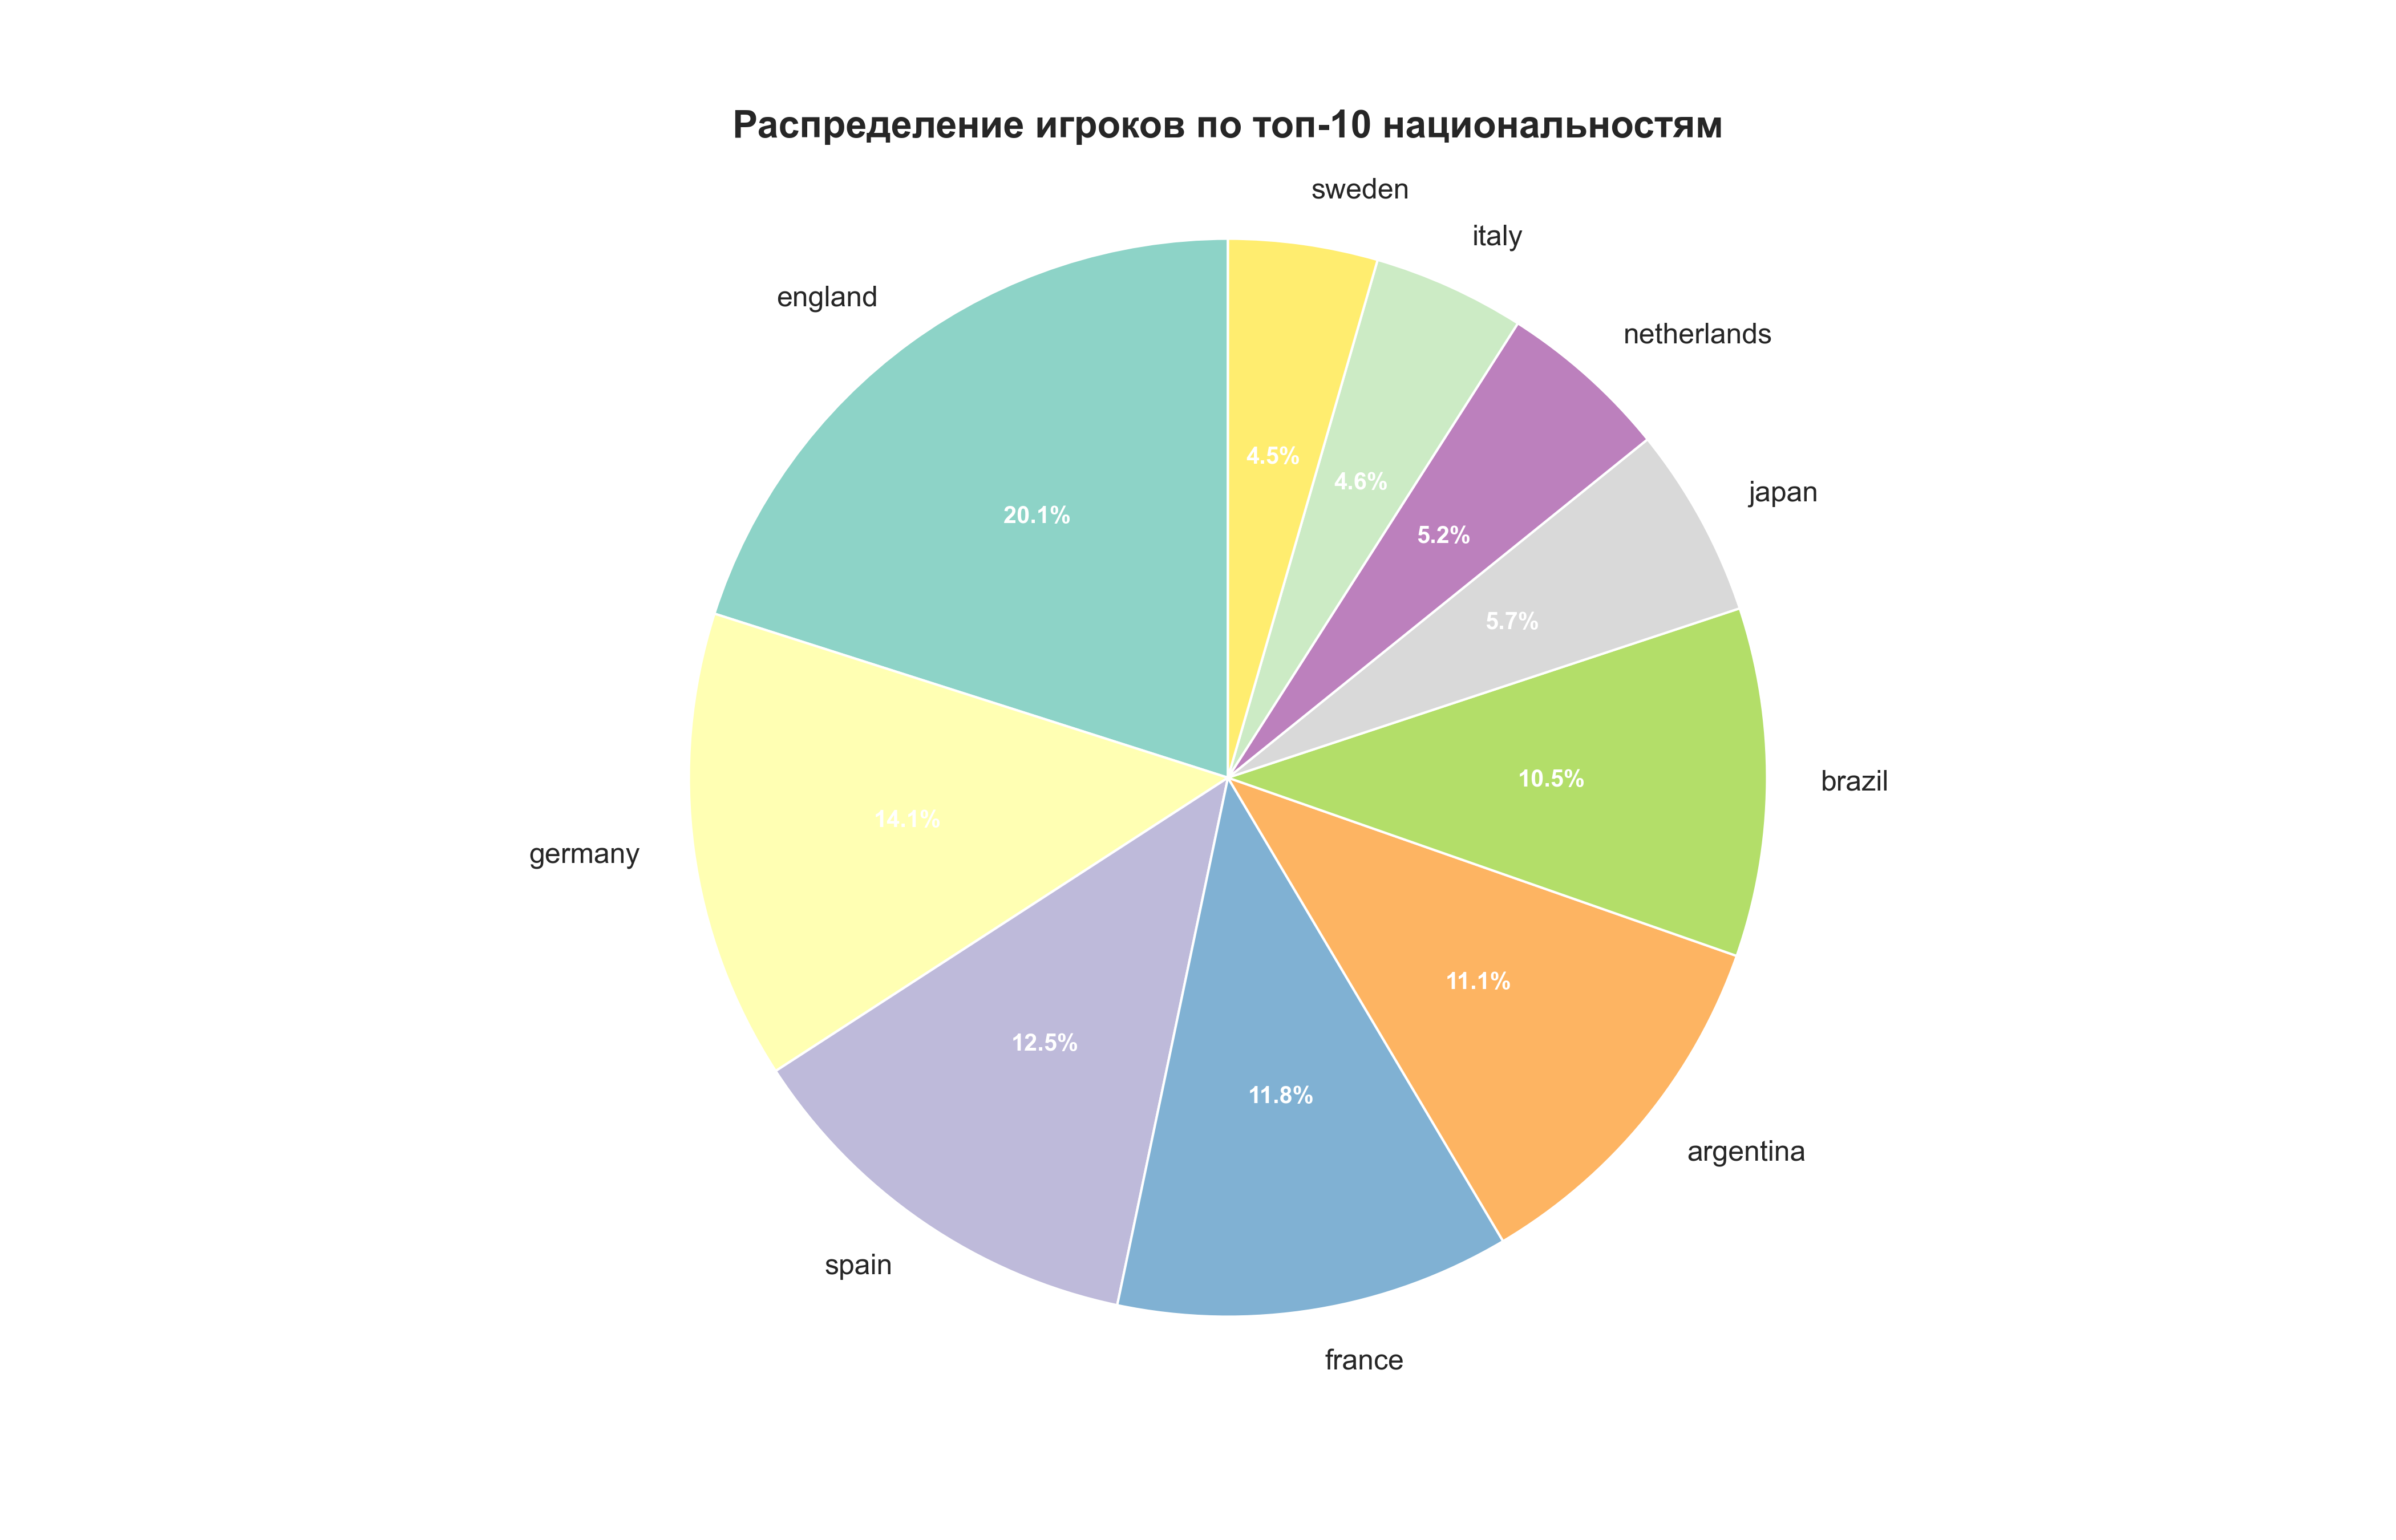 Распределение игроков по топ-10 национальностям
sweden
italy
england
netherlands
japan
4.5%
4.6%
20.1%
5.2%
5.7%
brazil
10.5%
14.1%
germany
11.1%
12.5%
11.8%
argentina
spain
france